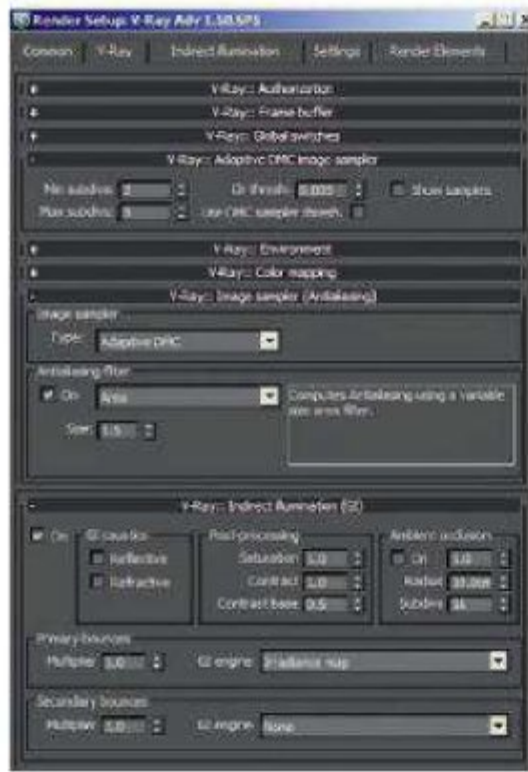 Render Setup: V-Ray Adv 1.50.SP5
Common V-Ray Indirect Illumination Settings Render Elements
V-Ray:: Authorization
V-Ray:: Frame buffer
V-Ray:: Global switches
V-Ray:: Adaptive DMC image sampler
Min subdivs: Clr thresh: Show samples
Max subdivs: Use DMC sampler thresh.
V-Ray:: Environment
V-Ray:: Color mapping
V-Ray:: Image sampler (Antialiasing)
Image sampler
Type: Adaptive DMC
Antialiasing filter
On Area Computes Antialiasing using a variable
size area filter.
Size: 1.5
V-Ray:: Indirect illumination (GI)
On GI caustics Post-processing Ambient occlusion
Reflective Saturation 1.0 On 1.0
Refractive Contrast 1.0 Radius
Contrast base 0.5 Subdivs
Primary bounces
Multiplier 1.0 GI engine Irradiance map
Secondary bounces
Multiplier 1.0 GI engine None